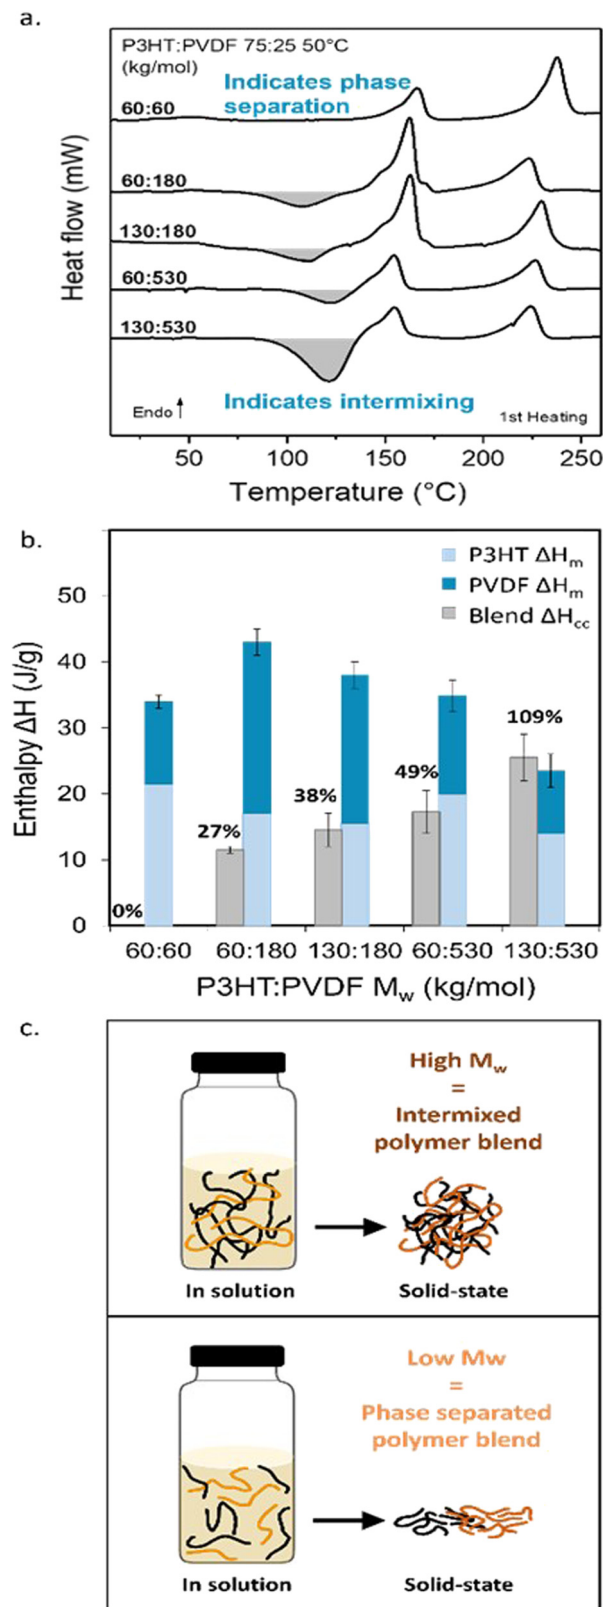 a.
P3HT:PVDF 75:25 50°C
(kg/mol)
Indicates phase
separation
60:60
60:180
130:180
60:530
130:530
Indicates intermixing
Endo ↑
1st Heating
Heat flow (mW)
50 100 150 200 250
Temperature (°C)
b.
P3HT ΔHm
PVDF ΔHm
Blend ΔHcc
Enthalpy ΔH (J/g)
50
40
30
20
10
0
0%
27%
38%
49%
109%
60:60 60:180 130:180 60:530 130:530
P3HT:PVDF Mw (kg/mol)
c.
High Mw
=
Intermixed
polymer blend
In solution
Solid-state
Low Mw
=
Phase separated
polymer blend
In solution
Solid-state